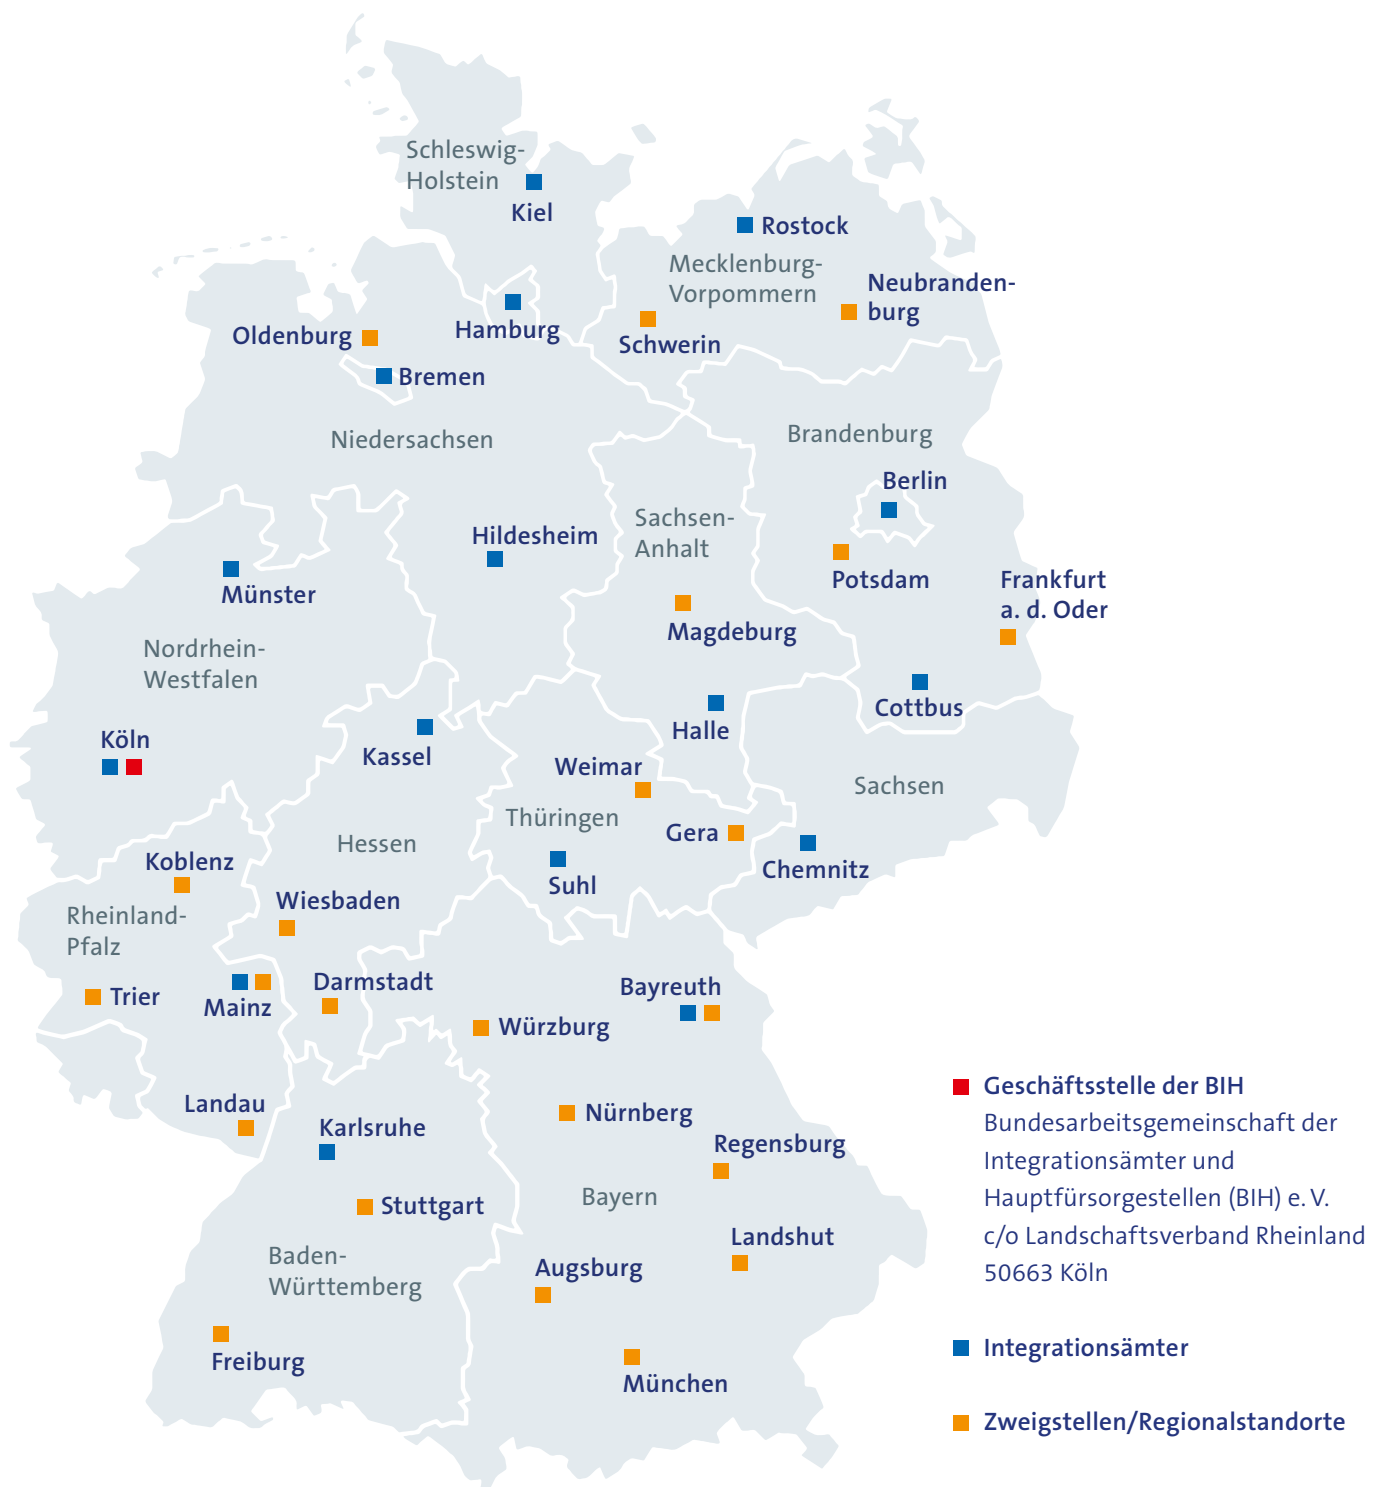 Schleswig-
Holstein
Kiel
Rostock
Mecklenburg-
Vorpommern
Neubranden-
burg
Hamburg
Schwerin
Oldenburg
Bremen
Niedersachsen
Brandenburg
Berlin
Sachsen-
Anhalt
Hildesheim
Potsdam
Frankfurt
a. d. Oder
Münster
Magdeburg
Nordrhein-
Westfalen
Cottbus
Halle
Köln
Kassel
Weimar
Sachsen
Thüringen
Gera
Hessen
Chemnitz
Koblenz
Suhl
Wiesbaden
Rheinland-
Pfalz
Trier
Mainz
Darmstadt
Bayreuth
Würzburg
Landau
Karlsruhe
Nürnberg
Regensburg
Stuttgart
Bayern
Landshut
Baden-
Württemberg
Augsburg
Freiburg
München
Geschäftsstelle der BIH
Bundesarbeitsgemeinschaft der
Integrationsämter und
Hauptfürsorgestellen (BIH) e. V.
c/o Landschaftsverband Rheinland
50663 Köln
Integrationsämter
Zweigstellen/Regionalstandorte